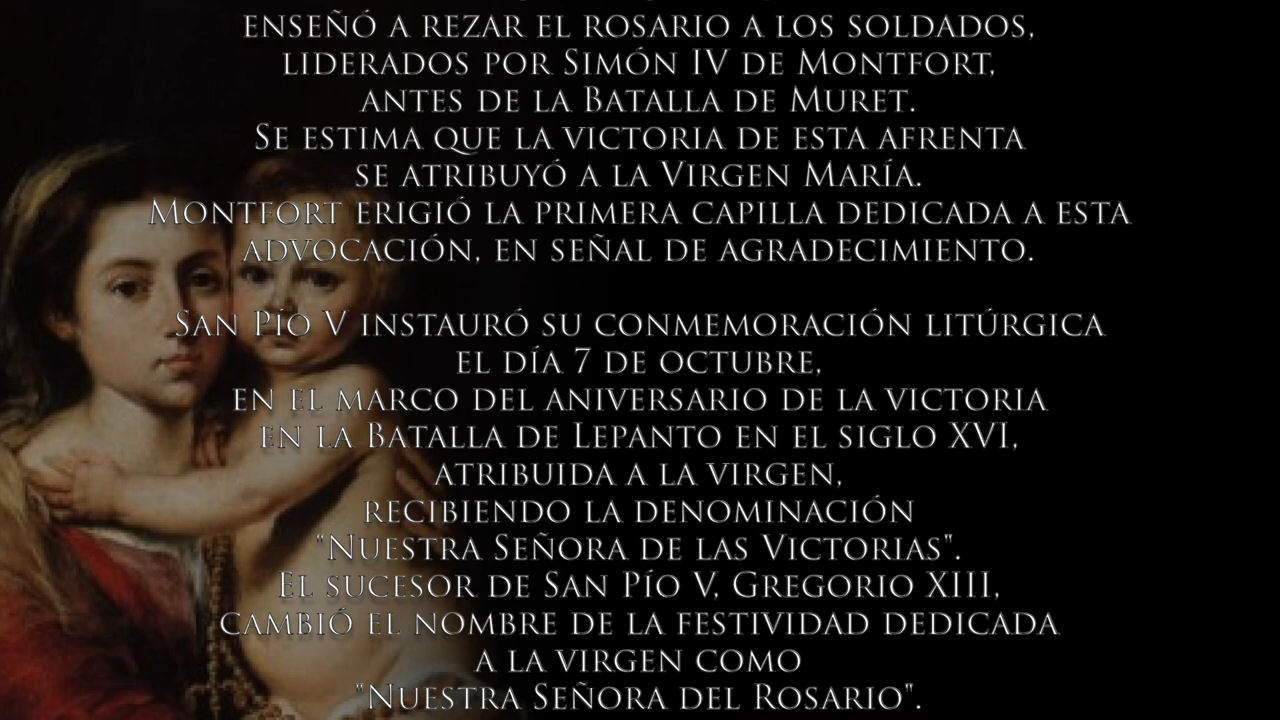 ENSEÑÓ A REZAR EL ROSARIO A LOS SOLDADOS,
LIDERADOS POR SIMÓN IV DE MONTFORT,
ANTES DE LA BATALLA DE MURET.
SE ESTIMA QUE LA VICTORIA DE ESTA AFRENTA
SE ATRIBUYÓ A LA VIRGEN MARÍA.
MONTFORT ERIGIÓ LA PRIMERA CAPILLA DEDICADA A ESTA
ADVOCACIÓN, EN SEÑAL DE AGRADECIMIENTO.
SAN PÍO V INSTAURÓ SU CONMEMORACIÓN LITÚRGICA
EL DÍA 7 DE OCTUBRE,
EN EL MARCO DEL ANIVERSARIO DE LA VICTORIA
EN LA BATALLA DE LEPANTO EN EL SIGLO XVI,
ATRIBUIDA A LA VIRGEN,
RECIBIENDO LA DENOMINACIÓN
"NUESTRA SEÑORA DE LAS VICTORIAS".
EL SUCESOR DE SAN PÍO V, GREGORIO XIII,
CAMBIÓ EL NOMBRE DE LA FESTIVIDAD DEDICADA
A LA VIRGEN COMO
"NUESTRA SEÑORA DEL ROSARIO".